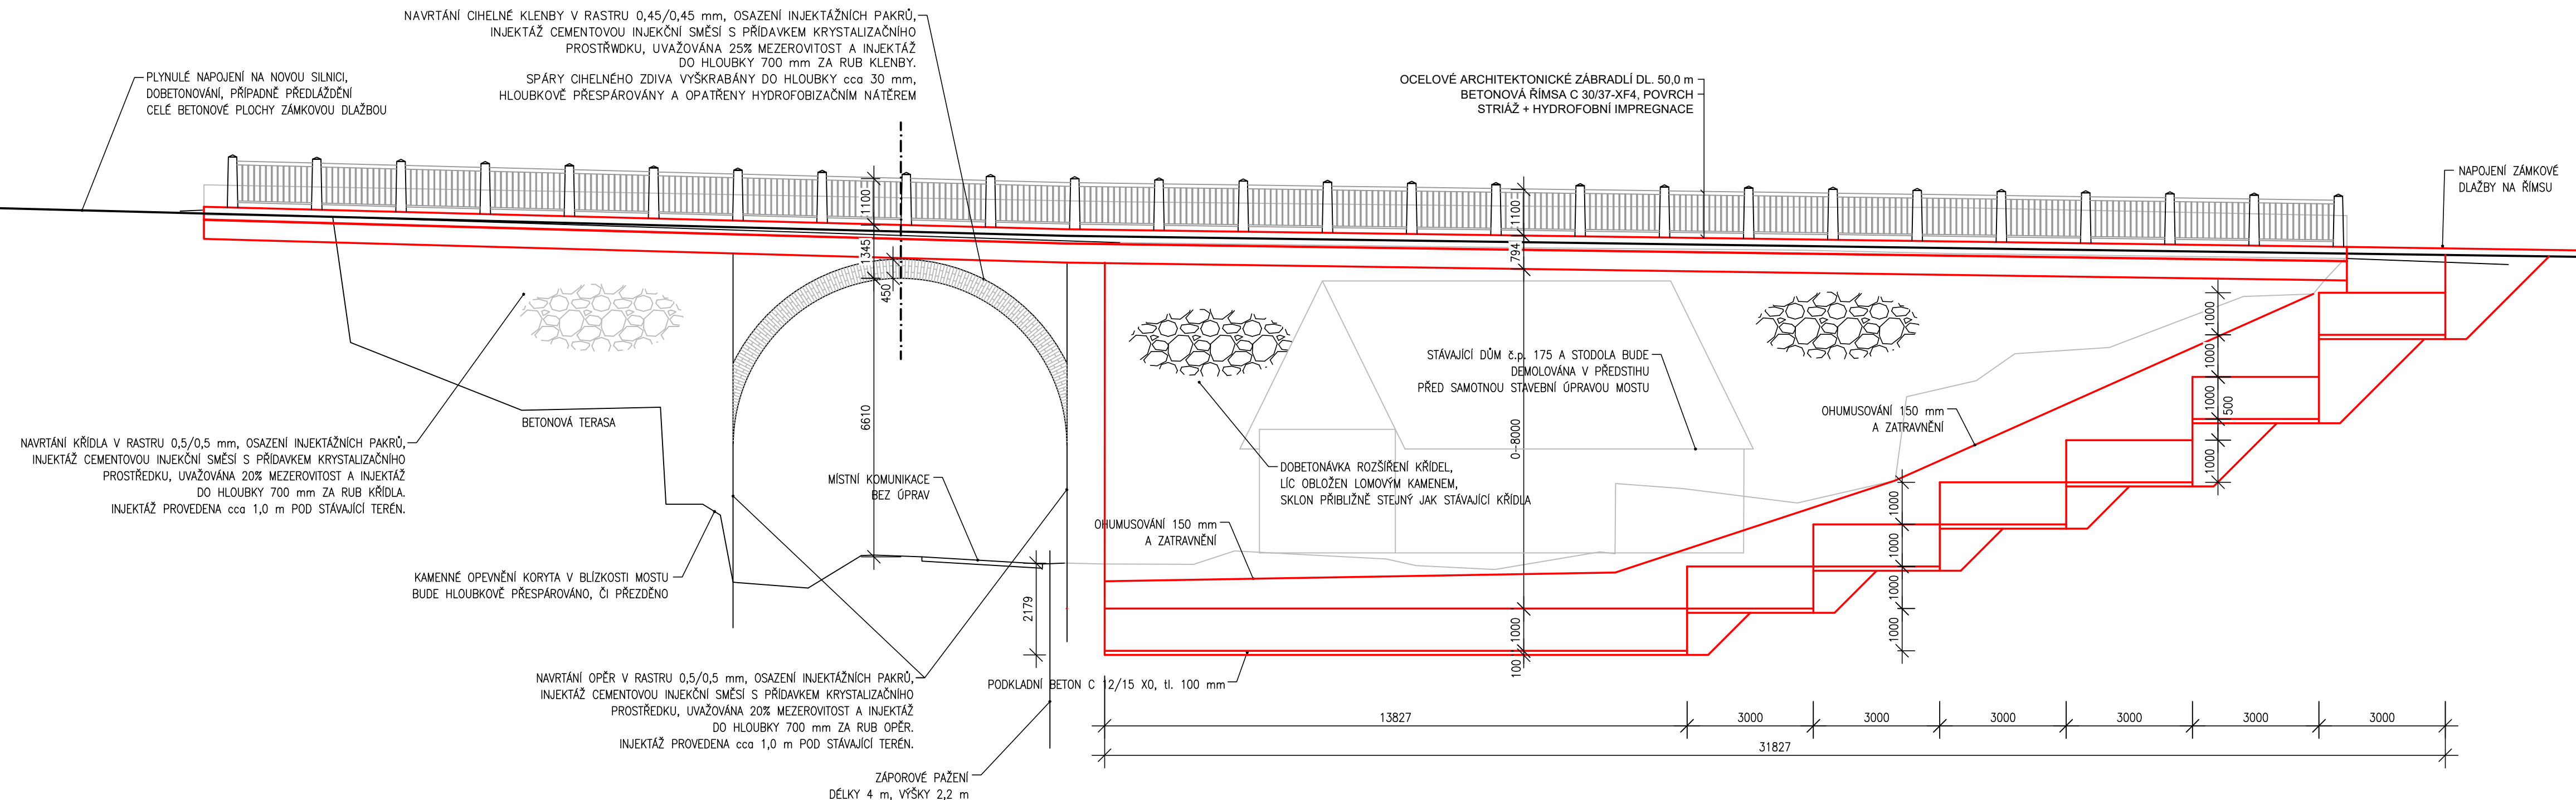 NAVRTÁNÍ CIHELNÉ KLENBY V RASTRU 0,45/0,45 mm, OSAZENÍ INJEKTÁŽNÍCH PAKRŮ,
INJEKTÁŽ CEMENTOVOU INJEKČNÍ SMĚSÍ S PŘÍDAVKEM KRYSTALIZAČNÍHO
PROSTŘWDKU, UVAŽOVÁNA 25% MEZEROVITOST A INJEKTÁŽ
DO HLOUBKY 700 mm ZA RUB KLENBY.
SPÁRY CIHELNÉHO ZDIVA VYŠKRABÁNY DO HLOUBKY cca 30 mm,
HLOUBKOVĚ PŘESPÁROVÁNY A OPATŘENY HYDROFOBIZAČNÍM NÁTĚREM
PLYNULÉ NAPOJENÍ NA NOVOU SILNICI,
DOBETONOVÁNÍ, PŘÍPADNĚ PŘEDLÁŽDĚNÍ
CELÉ BETONOVÉ PLOCHY ZÁMKOVOU DLAŽBOU
OCELOVÉ ARCHITEKTONICKÉ ZÁBRADLÍ DL. 50,0 m
BETONOVÁ ŘÍMSA C 30/37-XF4, POVRCH
STRIÁŽ + HYDROFOBNÍ IMPREGNACE
NAPOJENÍ ZÁMKOVÉ
DLAŽBY NA ŘÍMSU
1100
1345
450
6610
1100
794
0-8000
1000
100
STÁVAJÍCÍ DŮM č.p. 175 A STODOLA BUDE
DEMOLOVÁNA V PŘEDSTIHU
PŘED SAMOTNOU STAVEBNÍ ÚPRAVOU MOSTU
1000
1000
1000
500
1000
OHUMUSOVÁNÍ 150 mm
A ZATRAVNĚNÍ
BETONOVÁ TERASA
NAVRTÁNÍ KŘÍDLA V RASTRU 0,5/0,5 mm, OSAZENÍ INJEKTÁŽNÍCH PAKRŮ,
INJEKTÁŽ CEMENTOVOU INJEKČNÍ SMĚSÍ S PŘÍDAVKEM KRYSTALIZAČNÍHO
PROSTŘEDKU, UVAŽOVÁNA 20% MEZEROVITOST A INJEKTÁŽ
DO HLOUBKY 700 mm ZA RUB KŘÍDLA.
INJEKTÁŽ PROVEDENA cca 1,0 m POD STÁVAJÍCÍ TERÉN.
MÍSTNÍ KOMUNIKACE
BEZ ÚPRAV
DOBETONÁVKA ROZŠÍŘENÍ KŘÍDEL,
LÍC OBLOŽEN LOMOVÝM KAMENEM,
SKLON PŘIBLIŽNĚ STEJNÝ JAK STÁVAJÍCÍ KŘÍDLA
OHUMUSOVÁNÍ 150 mm
A ZATRAVNĚNÍ
1000
1000
1000
1000
KAMENNÉ OPEVNĚNÍ KORYTA V BLÍZKOSTI MOSTU
BUDE HLOUBKOVĚ PŘESPÁROVÁNO, ČI PŘEZDĚNO
2179
NAVRTÁNÍ OPĚR V RASTRU 0,5/0,5 mm, OSAZENÍ INJEKTÁŽNÍCH PAKRŮ,
INJEKTÁŽ CEMENTOVOU INJEKČNÍ SMĚSÍ S PŘÍDAVKEM KRYSTALIZAČNÍHO
PROSTŘEDKU, UVAŽOVÁNA 20% MEZEROVITOST A INJEKTÁŽ
DO HLOUBKY 700 mm ZA RUB OPĚR.
INJEKTÁŽ PROVEDENA cca 1,0 m POD STÁVAJÍCÍ TERÉN.
PODKLADNÍ BETON C 12/15 X0, tl. 100 mm
13827
3000
3000
3000
3000
3000
3000
31827
ZÁPOROVÉ PAŽENÍ
DÉLKY 4 m, VÝŠKY 2,2 m